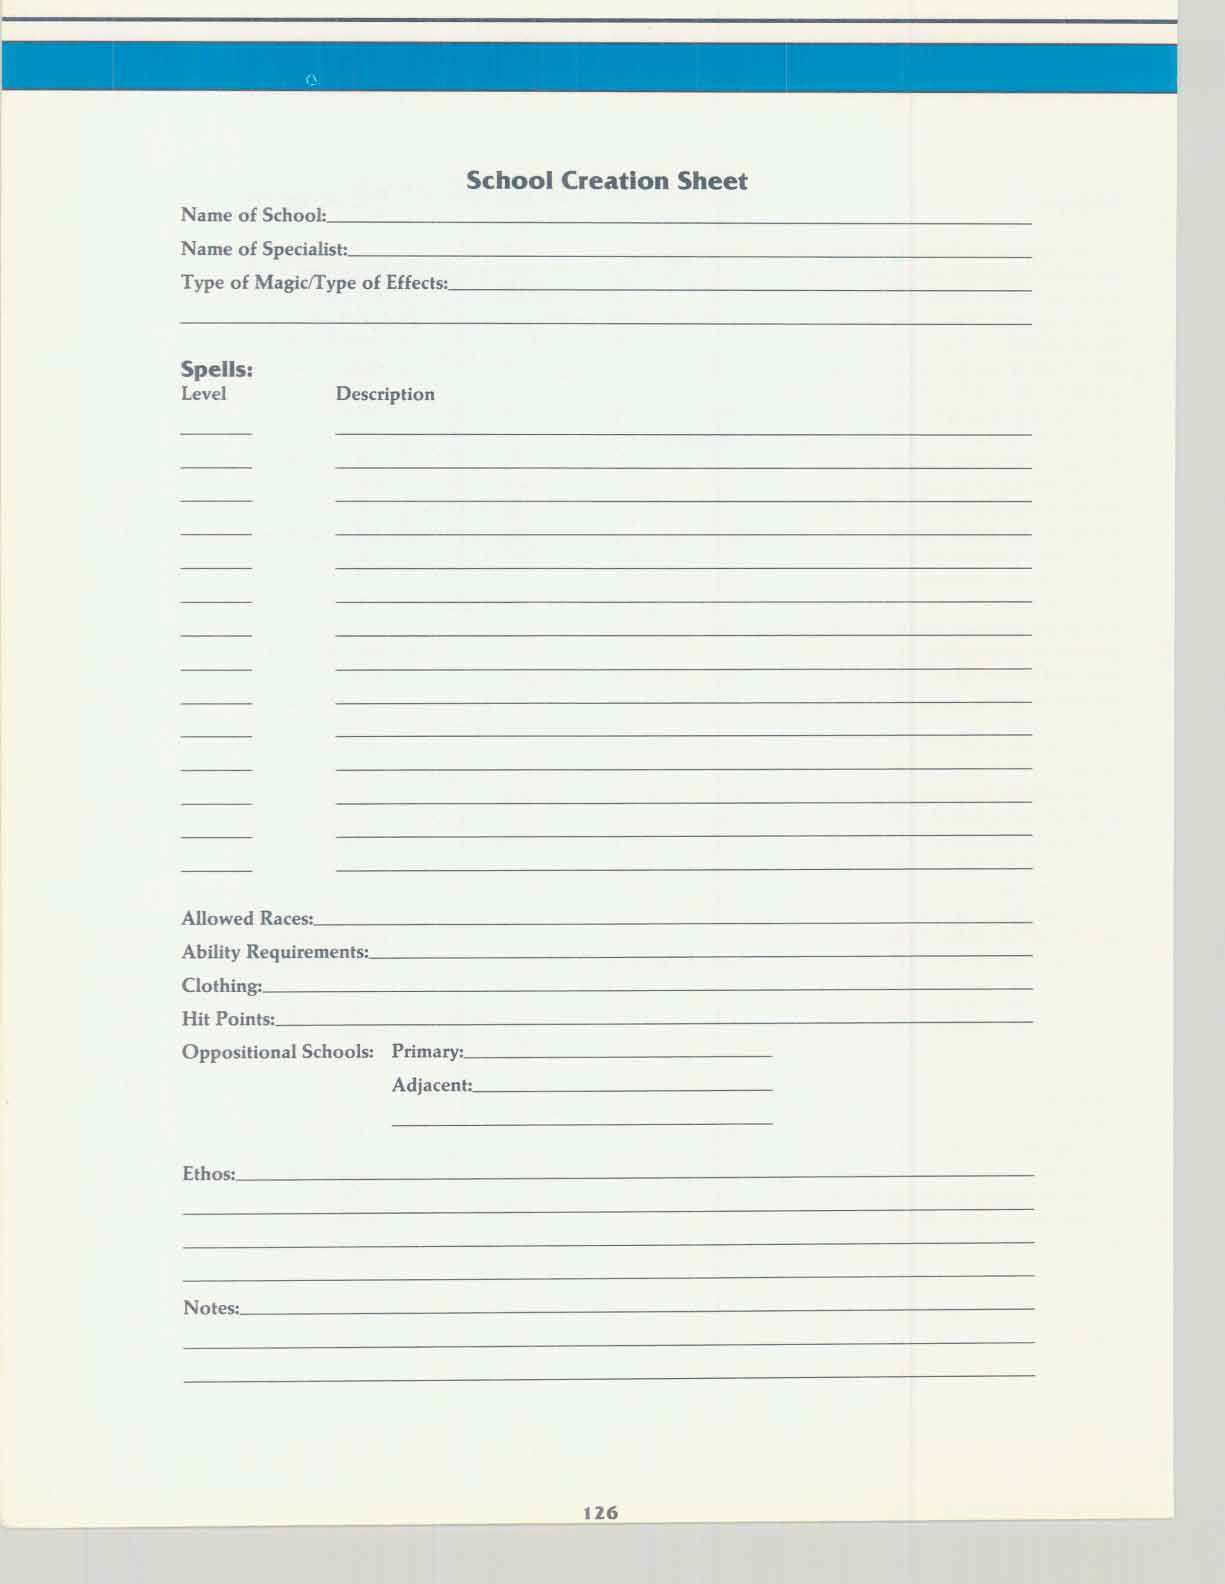 School Creation Sheet
Name of School:
Name of Specialist:
Type of Magic/Type of Effects:
Spells:
Level Description
Allowed Races:
Ability Requirements:
Clothing:
Hit Points:
Oppositional Schools: Primary:
Adjacent:
Ethos:
Notes:
126